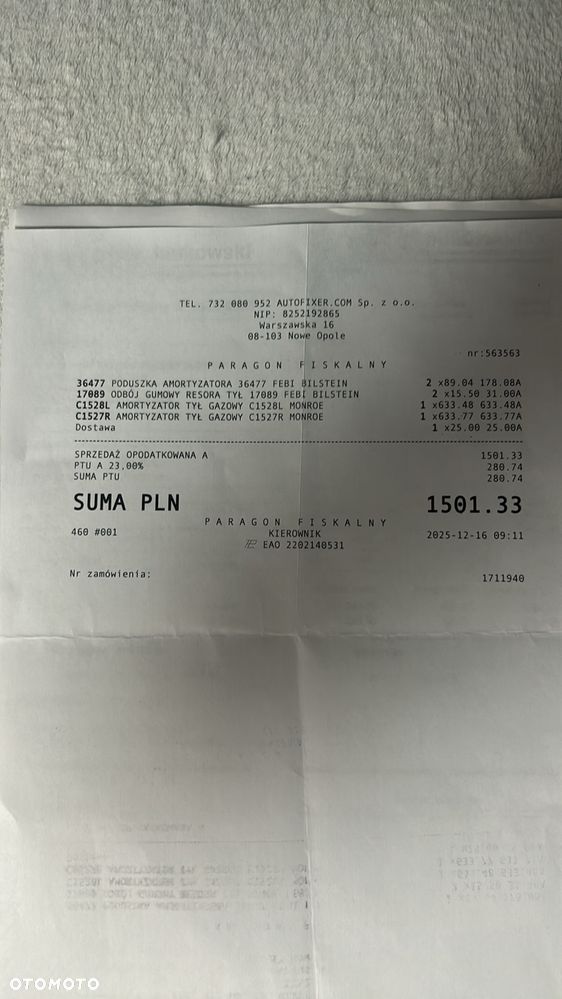 TEL. 732 080 952 AUTOFIXER.COM Sp. z o.o.
NIP: 8252192865
Warszawska 16
08-103 Nowe Opole
nr:563563
PARAGON FISKALNY
36477 PODUSZKA AMORTYZATORA 36477 FEBI BILSTEIN 2 x89.04 178.08A
17089 ODBÓJ GUMOWY RESORA TYŁ 17089 FEBI BILSTEIN 2 x15.50 31.00A
C1528L AMORTYZATOR TYŁ GAZOWY C1528L MONROE 1 x633.48 633.48A
C1527R AMORTYZATOR TYŁ GAZOWY C1527R MONROE 1 x633.77 633.77A
Dostawa 1 x25.00 25.00A
SPRZEDAŻ OPODATKOWANA A 1501.33
PTU A 23,00% 280.74
SUMA PTU 280.74
SUMA PLN 1501.33
PARAGON FISKALNY
460 #001 KIEROWNIK 2025-12-16 09:11
EAO 2202140531
Nr zamówienia: 1711940
OTOMOTO